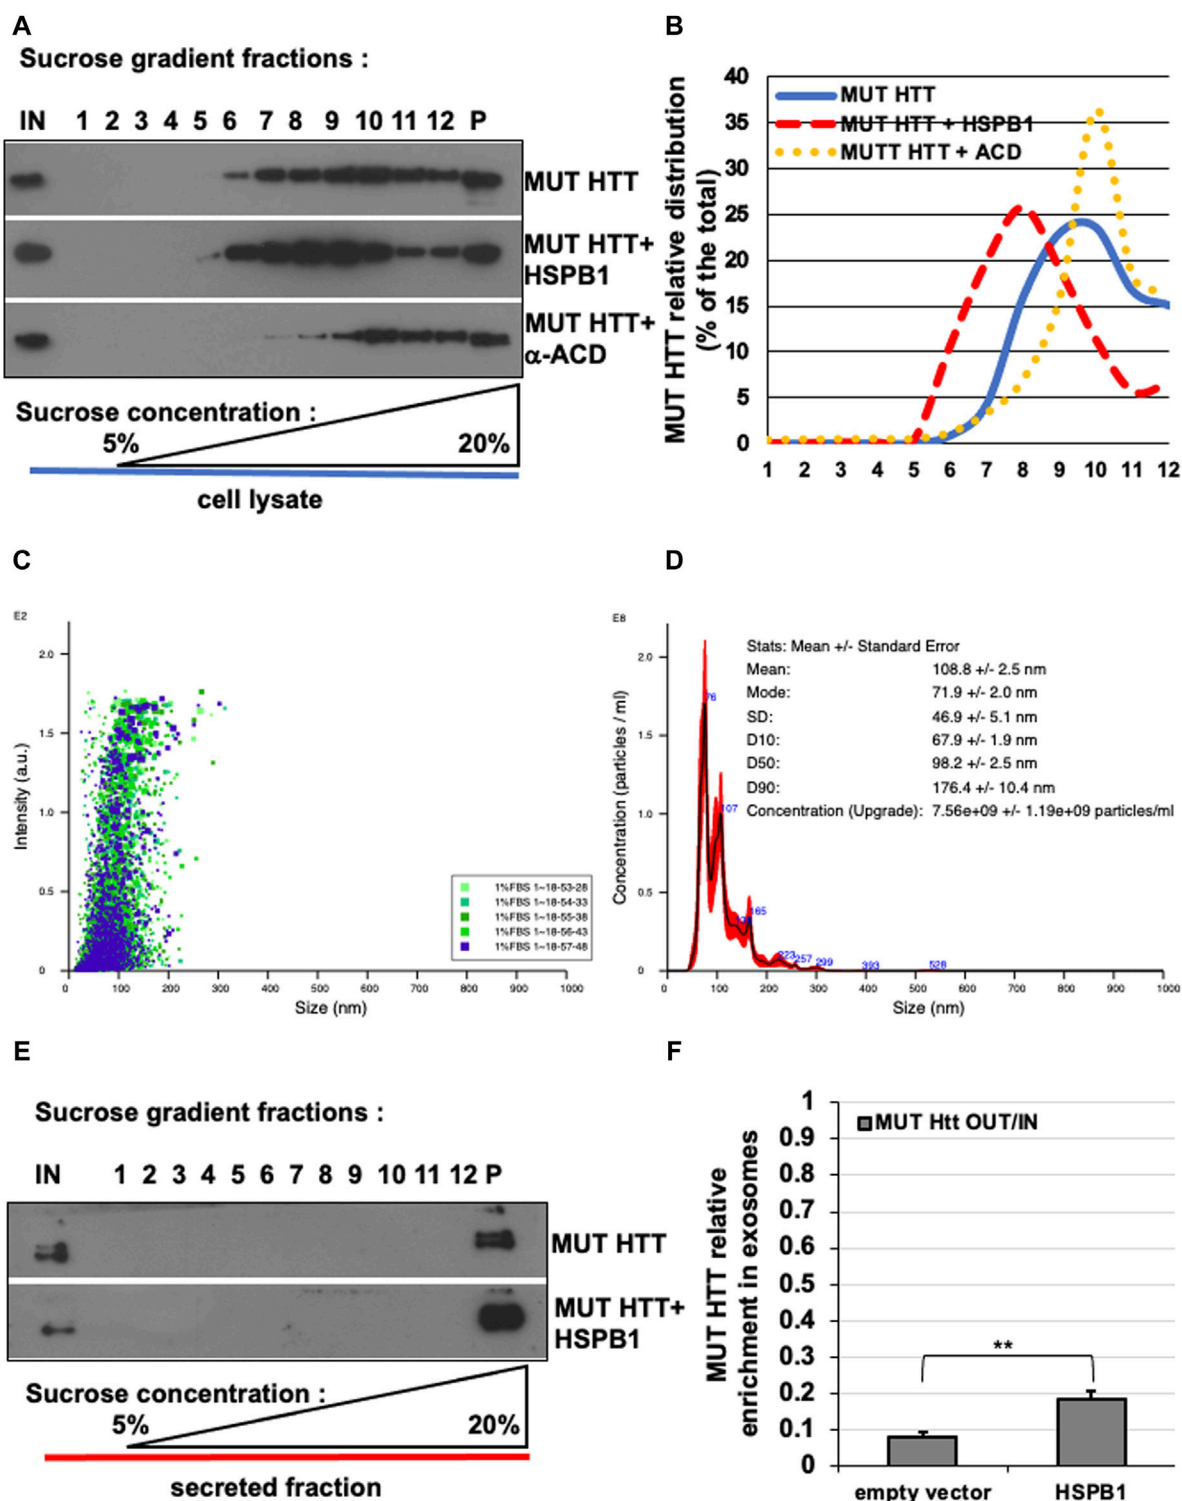 A
Sucrose gradient fractions :
IN 1 2 3 4 5 6 7 8 9 10 11 12 P
MUT HTT
MUT HTT+
HSPB1
MUT HTT+
α-ACD
Sucrose concentration :
5% 20%
cell lysate
B
MUT HTT relative distribution
(% of the total)
40
35
30
25
20
15
10
5
0
MUT HTT
MUT HTT + HSPB1
MUTT HTT + ACD
1 2 3 4 5 6 7 8 9 10 11 12
C
E2
Intensity (a.u.)
2.0
1.5
1.0
0.5
0
1%FBS 1~18-53-28
1%FBS 1~18-54-33
1%FBS 1~18-55-38
1%FBS 1~18-56-43
1%FBS 1~18-57-48
0 100 200 300 400 500 600 700 800 900 1000
Size (nm)
D
E8
Concentration (particles / ml)
2.0
1.5
1.0
0.5
0
Stats: Mean +/- Standard Error
Mean: 108.8 +/- 2.5 nm
Mode: 71.9 +/- 2.0 nm
SD: 46.9 +/- 5.1 nm
D10: 67.9 +/- 1.9 nm
D50: 98.2 +/- 2.5 nm
D90: 176.4 +/- 10.4 nm
Concentration (Upgrade): 7.56e+09 +/- 1.19e+09 particles/ml
76
107
165
223
257
299
393
528
0 100 200 300 400 500 600 700 800 900 1000
Size (nm)
E
Sucrose gradient fractions :
IN 1 2 3 4 5 6 7 8 9 10 11 12 P
MUT HTT
MUT HTT+
HSPB1
Sucrose concentration :
5% 20%
secreted fraction
F
MUT HTT relative
enrichment in exosomes
1
0.9
0.8
0.7
0.6
0.5
0.4
0.3
0.2
0.1
0
MUT Htt OUT/IN
**
empty vector HSPB1